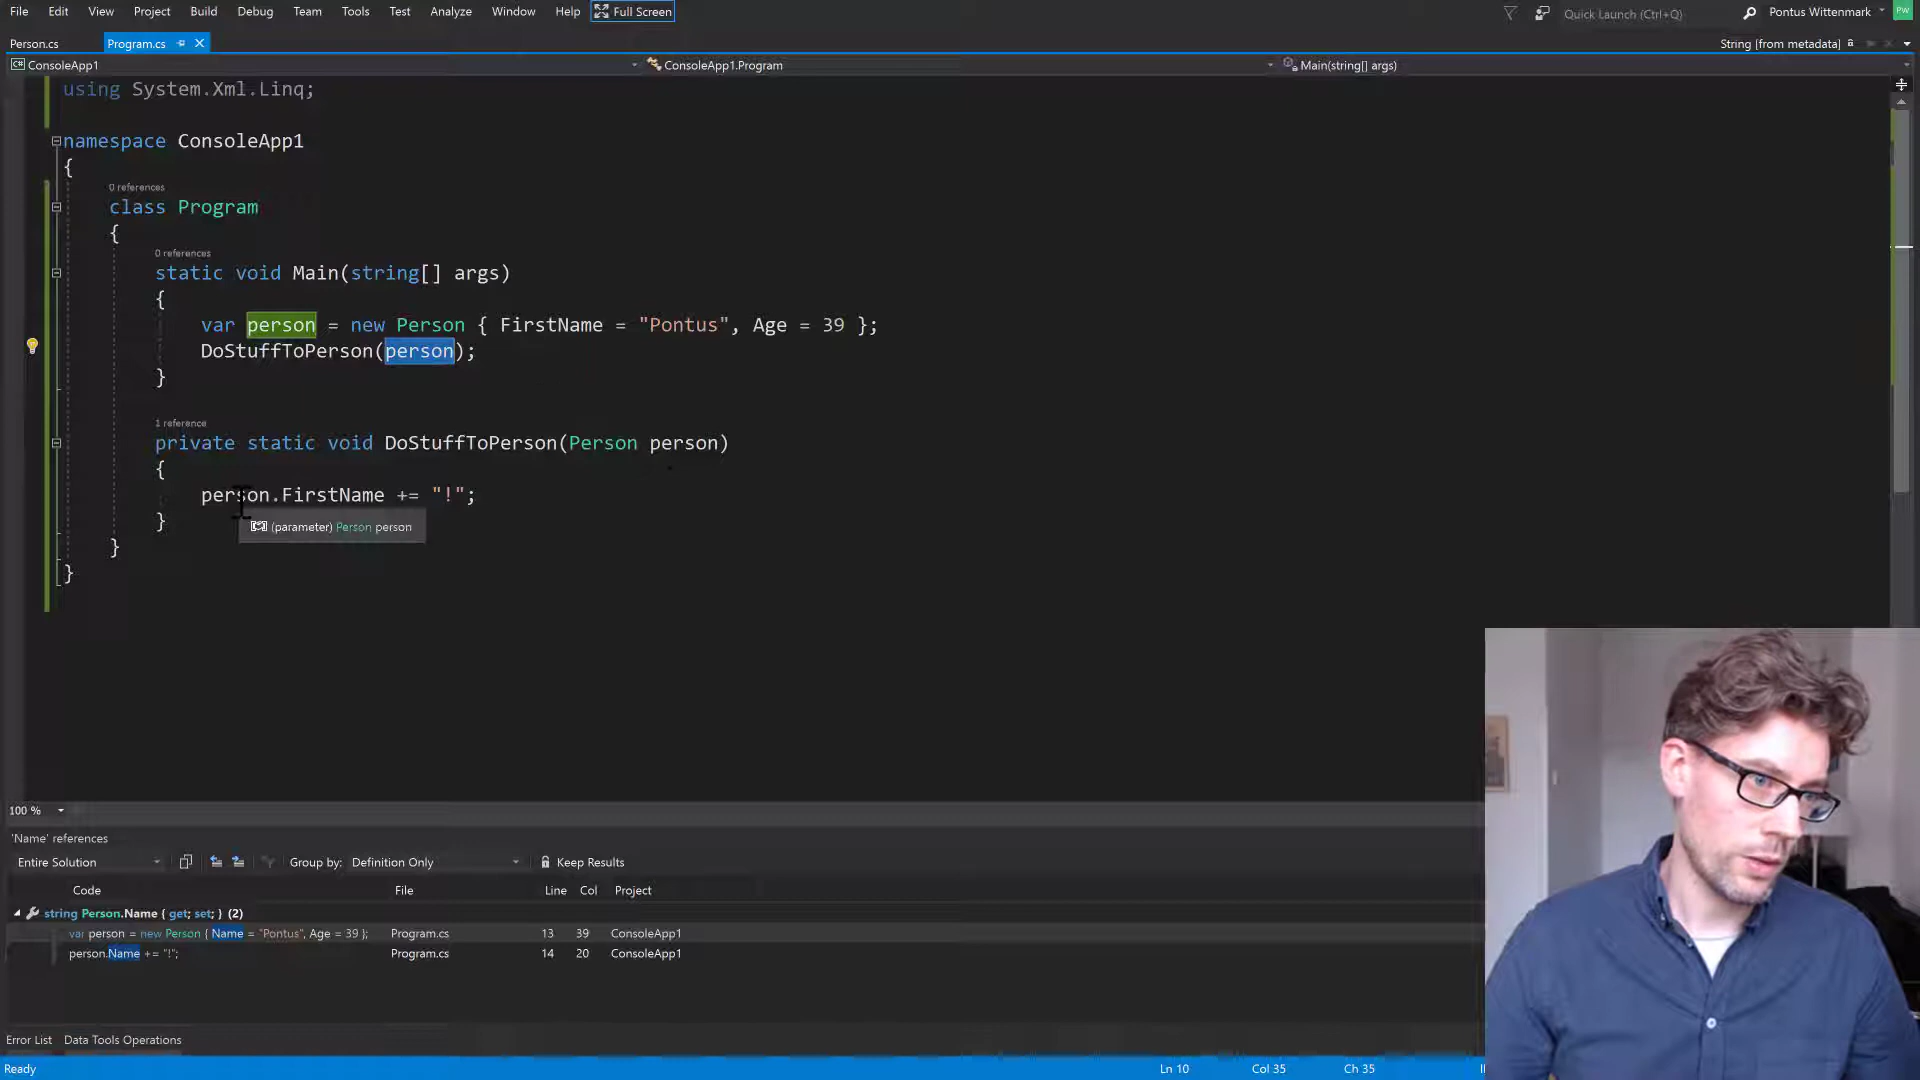 File Edit View Project Build Debug Team Tools Test Analyze Window Help Full Screen Quick Launch (Ctrl+Q) Pontus Wittenmark PW
Person.cs Program.cs String [from metadata]
C# ConsoleApp1 ConsoleApp1.Program Main(string[] args)
using System.Xml.Linq;
namespace ConsoleApp1
{
0 references
class Program
{
0 references
static void Main(string[] args)
{
var person = new Person { FirstName = "Pontus", Age = 39 };
DoStuffToPerson(person);
}
1 reference
private static void DoStuffToPerson(Person person)
{
person.FirstName += "!";
}
(parameter) Person person
}
}
100 %
'Name' references
Entire Solution Group by: Definition Only Keep Results
Code File Line Col Project
string Person.Name { get; set; } (2)
var person = new Person { Name = "Pontus", Age = 39 }; Program.cs 13 39 ConsoleApp1
person.Name += "!"; Program.cs 14 20 ConsoleApp1
Error List Data Tools Operations
Ready Ln 10 Col 35 Ch 35